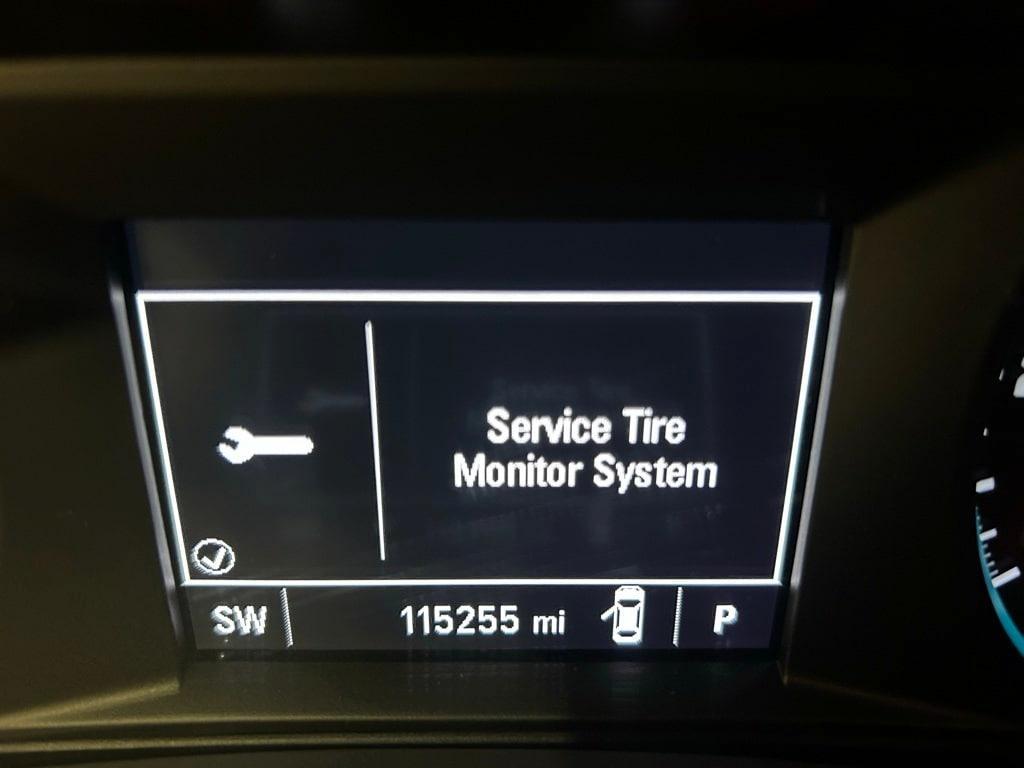 Service Tire
Monitor System
SW
115255 mi
P